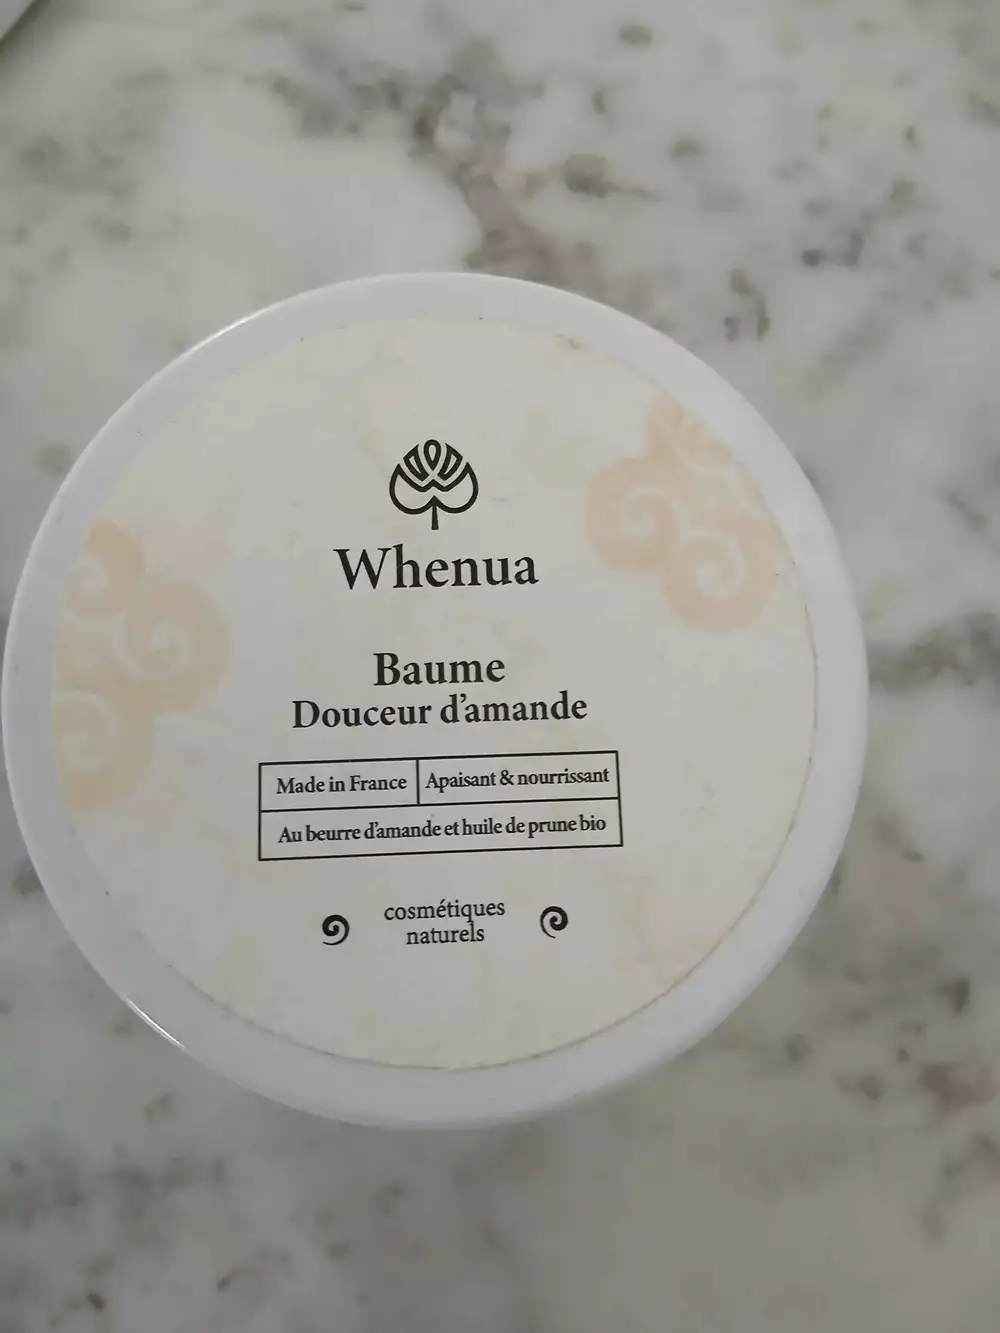 Whenua
Baume
Douceur d'amande
Made in France
Apaisant & nourrissant
Au beurre d'amande et huile de prune bio
cosmétiques
naturels